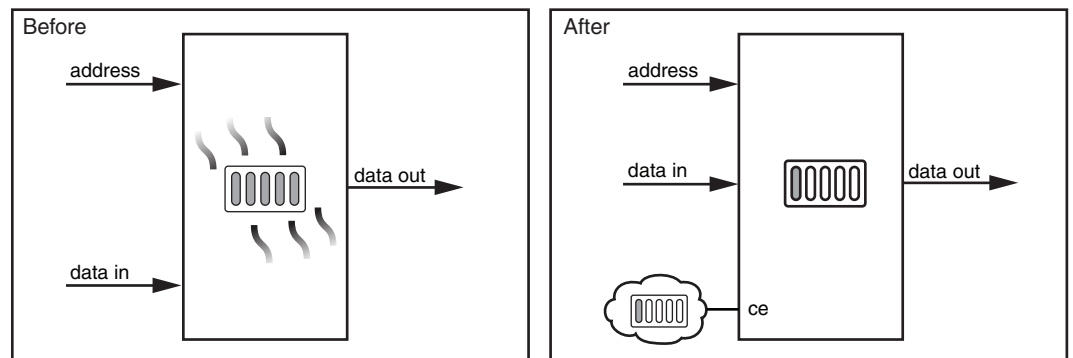 Before
address
data out
data in
After
address
data in
data out
ce